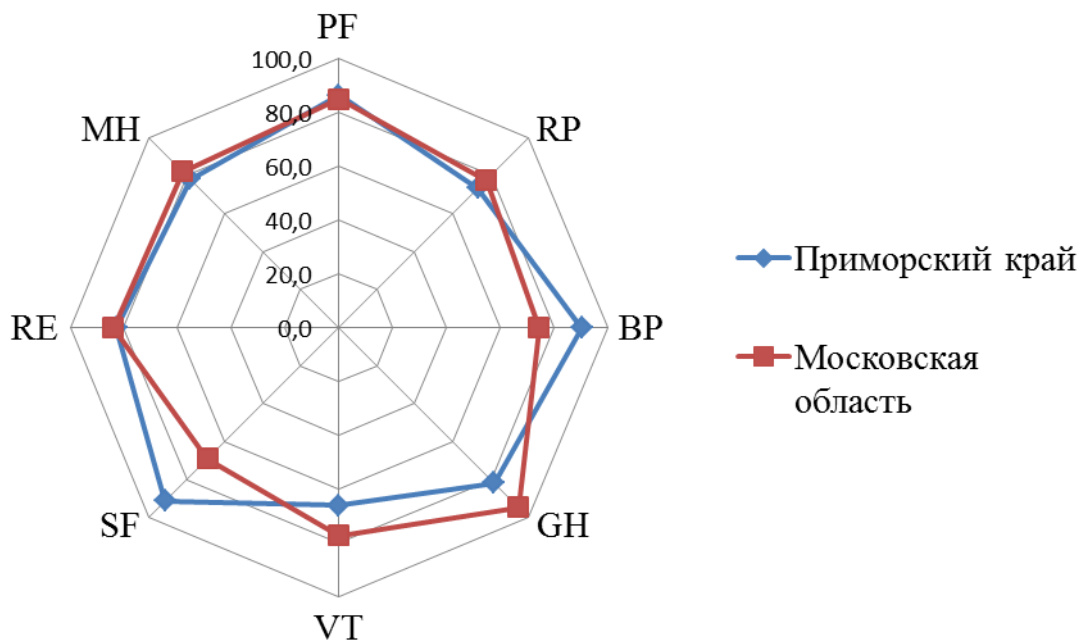 PF
100,0
MH
RP
80,0
60,0
40,0
20,0
RE
0,0
BP
SF
GH
VT
Приморский край
Московская
область